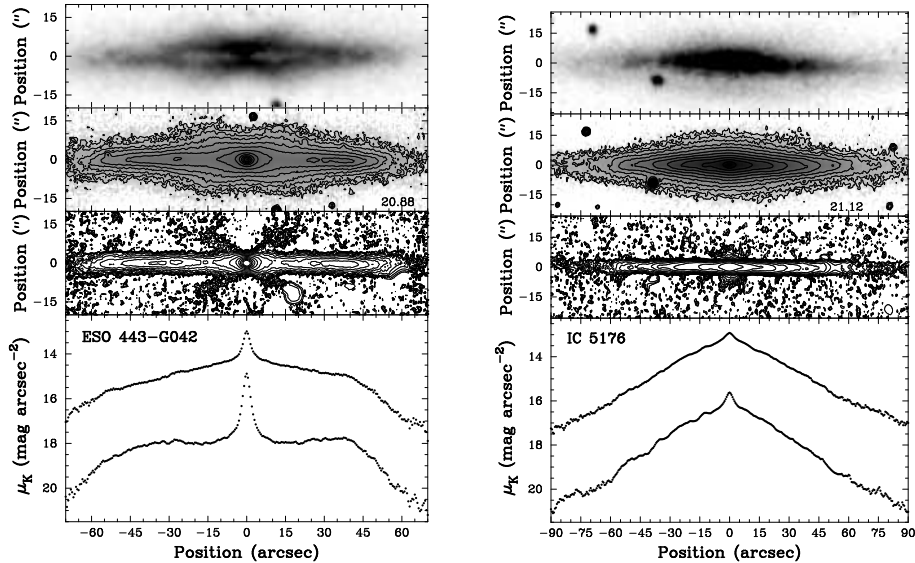 Position (")
15
0
−15
Position (")
15
0
−15
20.88
Position (")
15
0
−15
μK (mag arcsec−2)
14
16
18
20
ESO 443−G042
−60 −45 −30 −15 0 15 30 45 60
Position (arcsec)
Position (")
15
0
−15
Position (")
15
0
−15
21.12
Position (")
15
0
−15
μK (mag arcsec−2)
14
16
18
20
IC 5176
−90 −75 −60 −45 −30 −15 0 15 30 45 60 75 90
Position (arcsec)